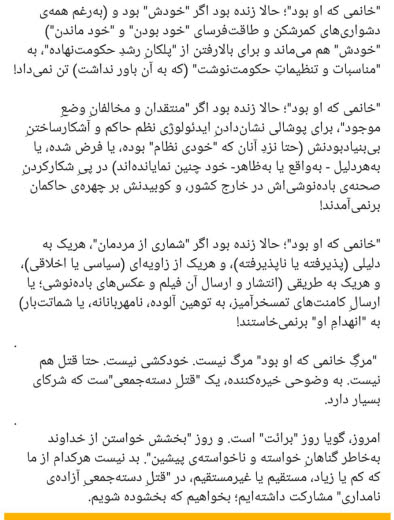 "خانمی که او بود"؛ حالا زنده بود اگر "خودش" بود و (به‌رغم همه‌ی
دشواری‌های کمرشکن و طاقت‌فرسای "خود بودن" و "خود ماندن")
"خودش" هم می‌ماند و برای بالارفتن از "پلکانِ رشدِ حکومت‌نهاده"، به
"مناسبات و تنظیماتِ حکومت‌نوشت" (که به آن باور نداشت) تن نمی‌داد!
"خانمی که او بود"؛ حالا زنده بود اگر "منتقدان و مخالفانِ وضعِ
موجود"، برای پوشالی نشان‌دادنِ ایدئولوژی نظم حاکم و آشکارساختنِ
بی‌بنیادبودنش (حتا نزدِ آنان که "خودی نظام" بوده، یا فرض شده، یا
به‌هردلیل - به‌واقع یا به‌ظاهر- خود چنین نمایانده‌اند) در پیِ شکارکردنِ
صحنه‌ی باده‌نوشی‌اش در خارج کشور، و کوبیدنش بر چهره‌ی حاکمان
برنمی‌آمدند!
"خانمی که او بود"؛ حالا زنده بود اگر "شماری از مردمان"، هریک به
دلیلی (پذیرفته یا ناپذیرفته)، و هریک از زاویه‌ای (سیاسی یا اخلاقی)،
و هریک به طریقی (انتشار و ارسال آن فیلم و عکس‌های باده‌نوشی؛ یا
ارسالِ کامنت‌های تمسخرآمیز، به توهین آلوده، نامهربانانه، یا شماتت‌بار)
به "انهدامِ او" برنمی‌خاستند!
.
"مرگِ خانمی که او بود" مرگ نیست. خودکشی نیست. حتا قتل هم
نیست. به وضوحی خیره‌کننده، یک "قتلِ دسته‌جمعی"ست که شرکای
بسیار دارد.
.
امروز، گویا روز "برائت" است. و روز "بخشش خواستن از خداوند
به‌خاطر گناهانِ خواسته و ناخواسته‌ی پیشین". بد نیست هرکدام از ما
که کم یا زیاد، مستقیم یا غیرمستقیم، در "قتلِ دسته‌جمعیِ آزاده‌ی
نامداری" مشارکت داشته‌ایم؛ بخواهیم که بخشوده شویم.